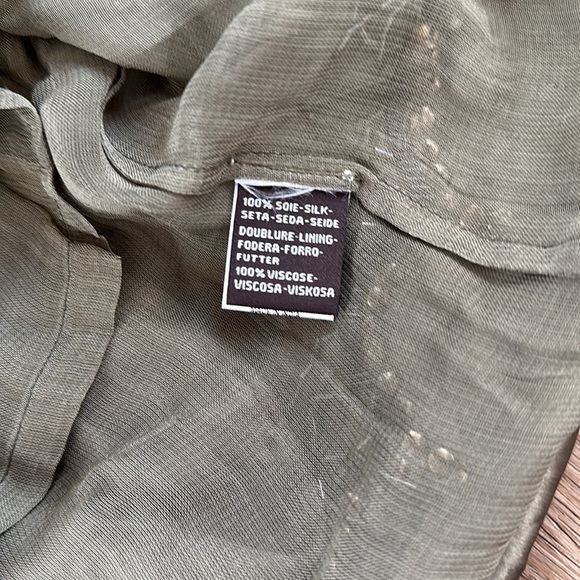 100% SOIE-SILK-
SETA-SEDA-SEIDE
DOUBLURE-LINING-
FODERA-FORRO-
FUTTER
100% VISCOSE-
VISCOSA-VISKOSA